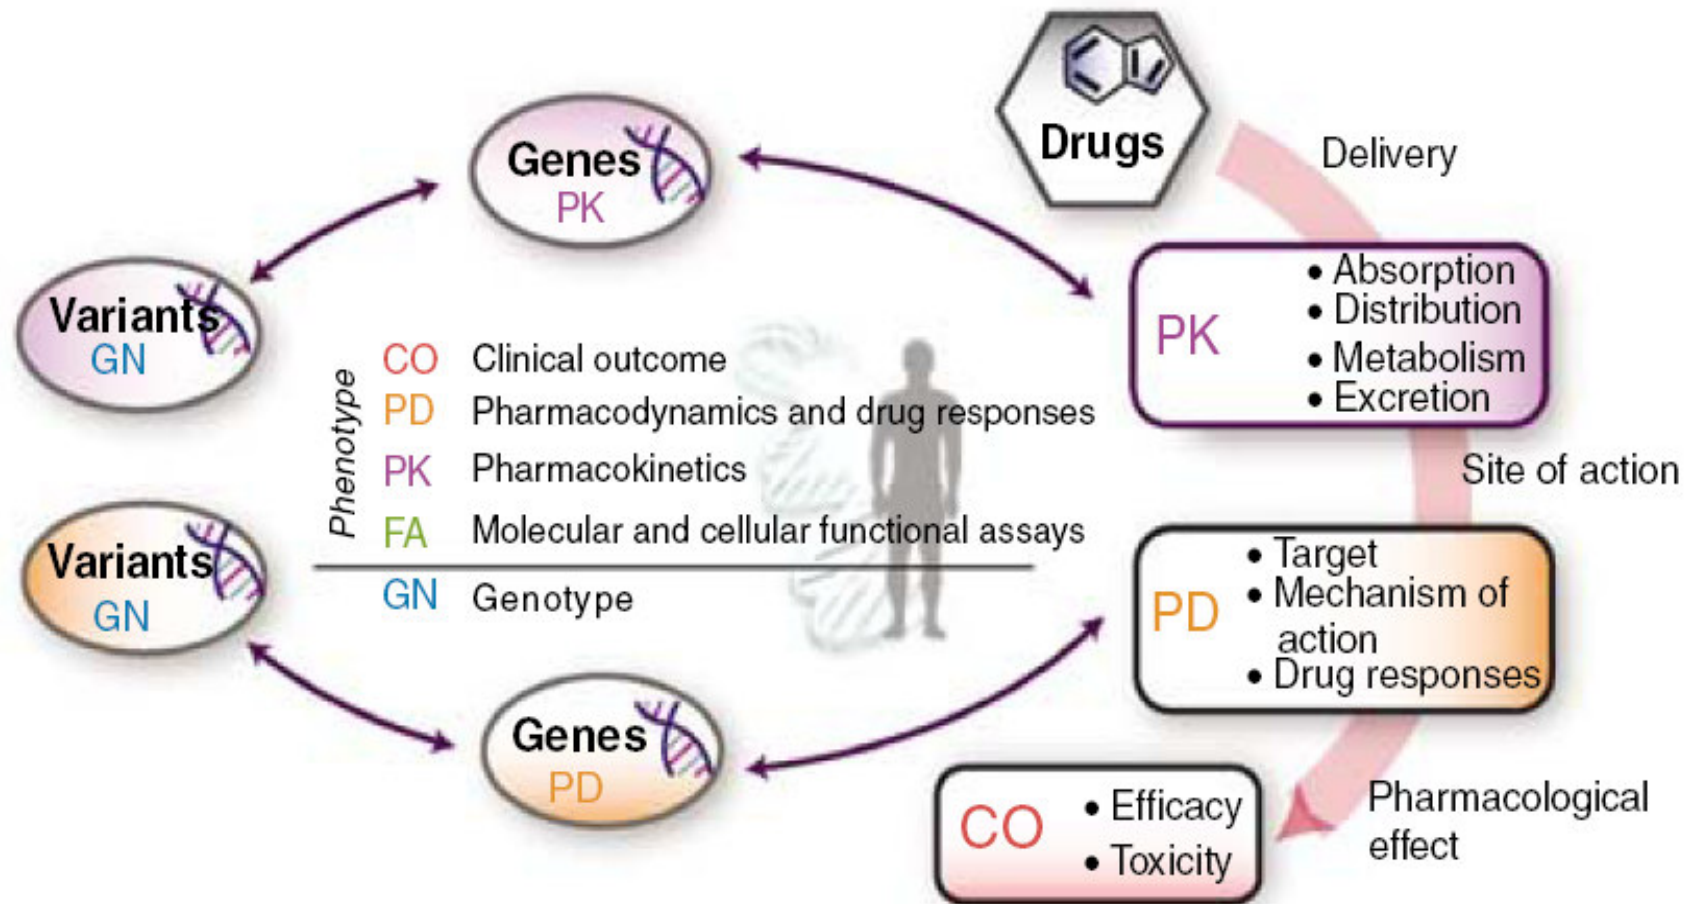 Drugs
Delivery
Genes
PK
Variants
GN
PK
• Absorption
• Distribution
• Metabolism
• Excretion
Phenotype
CO Clinical outcome
PD Pharmacodynamics and drug responses
PK Pharmacokinetics
FA Molecular and cellular functional assays
GN Genotype
Site of action
Variants
GN
PD
• Target
• Mechanism of
action
• Drug responses
Genes
PD
CO
• Efficacy
• Toxicity
Pharmacological
effect